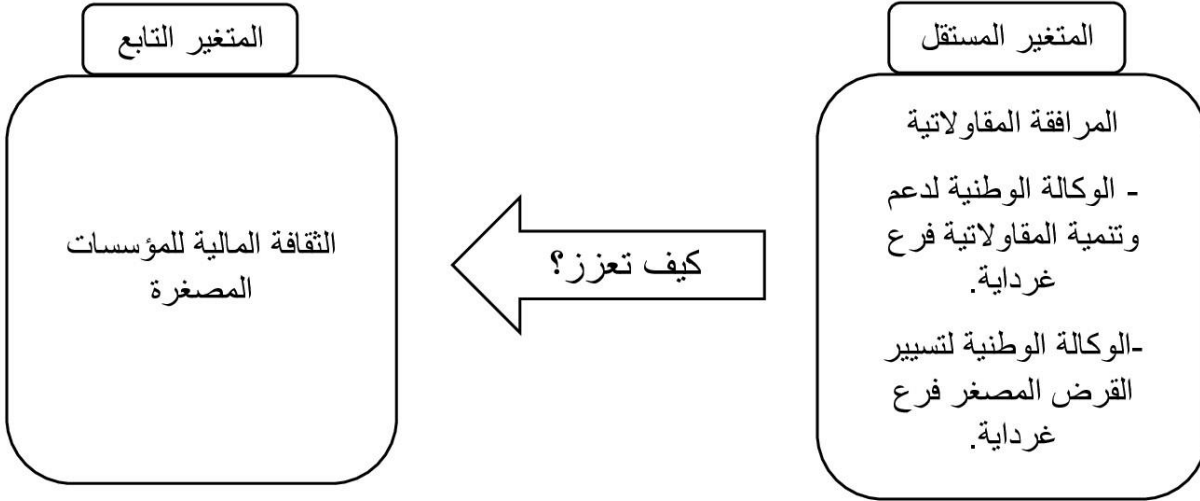 المتغير المستقل
المرافقة المقاولاتية
- الوكالة الوطنية لدعم
وتنمية المقاولاتية فرع
غرداية.
-الوكالة الوطنية لتسيير
القرض المصغر فرع
غرداية.
كيف تعزز؟
المتغير التابع
الثقافة المالية للمؤسسات
المصغرة